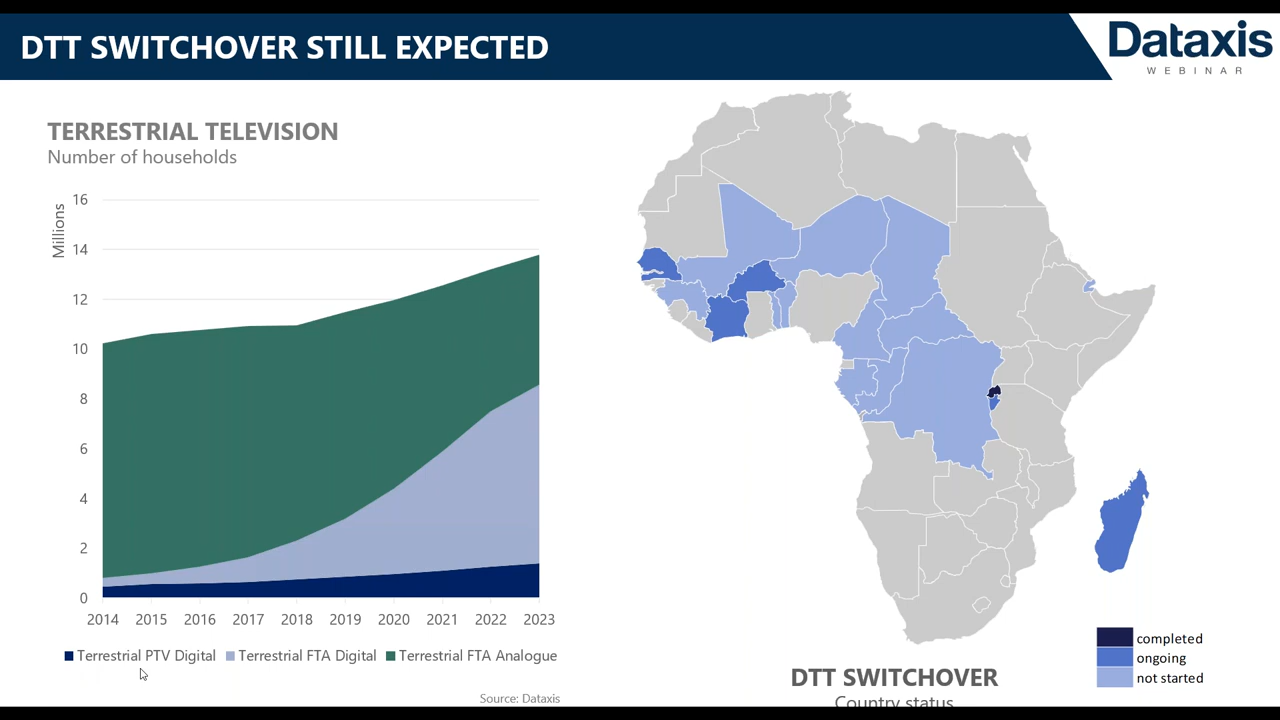 DTT SWITCHOVER STILL EXPECTED
Dataxis
WEBINAR
TERRESTRIAL TELEVISION
Number of households
Millions
16
14
12
10
8
6
4
2
0
2014 2015 2016 2017 2018 2019 2020 2021 2022 2023
Terrestrial PTV Digital Terrestrial FTA Digital Terrestrial FTA Analogue
Source: Dataxis
completed
ongoing
not started
DTT SWITCHOVER
Country status